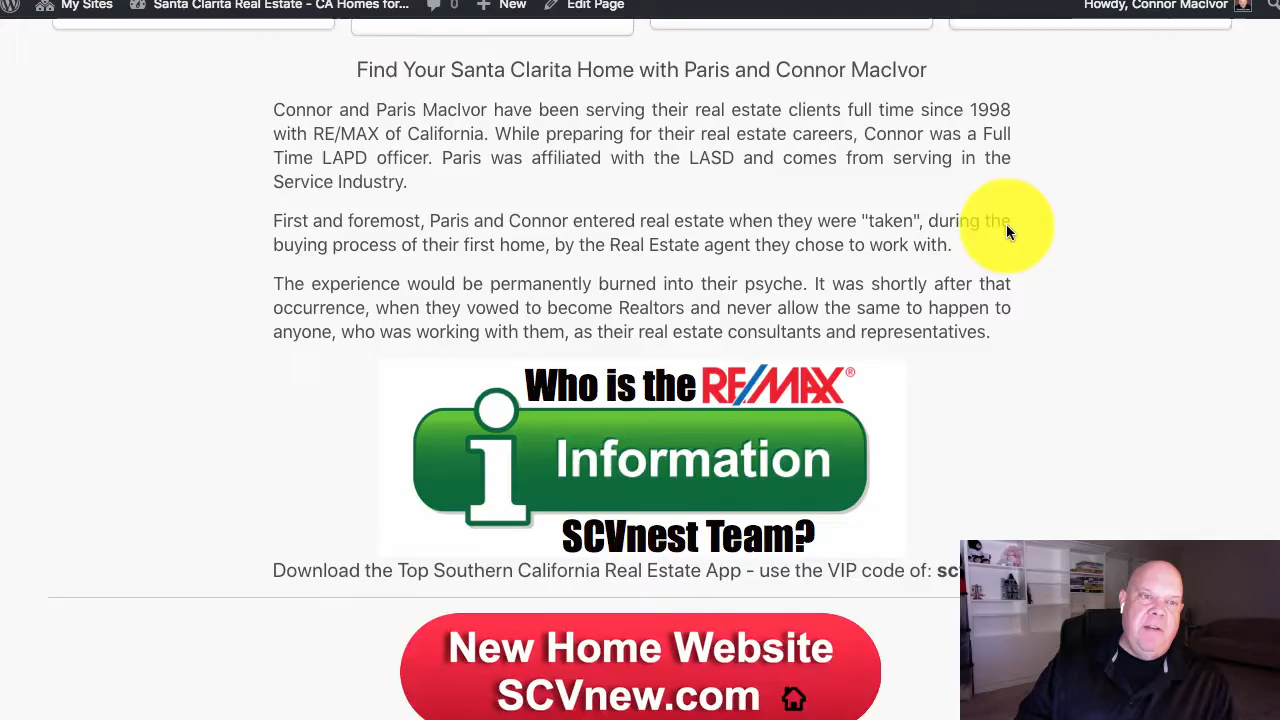 My Sites Santa Clarita Real Estate - CA Homes for... 0 New Edit Page Howdy, Connor MacIvor
Find Your Santa Clarita Home with Paris and Connor MacIvor
Connor and Paris MacIvor have been serving their real estate clients full time since 1998
with RE/MAX of California. While preparing for their real estate careers, Connor was a Full
Time LAPD officer. Paris was affiliated with the LASD and comes from serving in the
Service Industry.
First and foremost, Paris and Connor entered real estate when they were "taken", during the
buying process of their first home, by the Real Estate agent they chose to work with.
The experience would be permanently burned into their psyche. It was shortly after that
occurrence, when they vowed to become Realtors and never allow the same to happen to
anyone, who was working with them, as their real estate consultants and representatives.
Who is the RE/MAX®
i Information
SCVnest Team?
Download the Top Southern California Real Estate App - use the VIP code of:
New Home Website
SCVnew.com